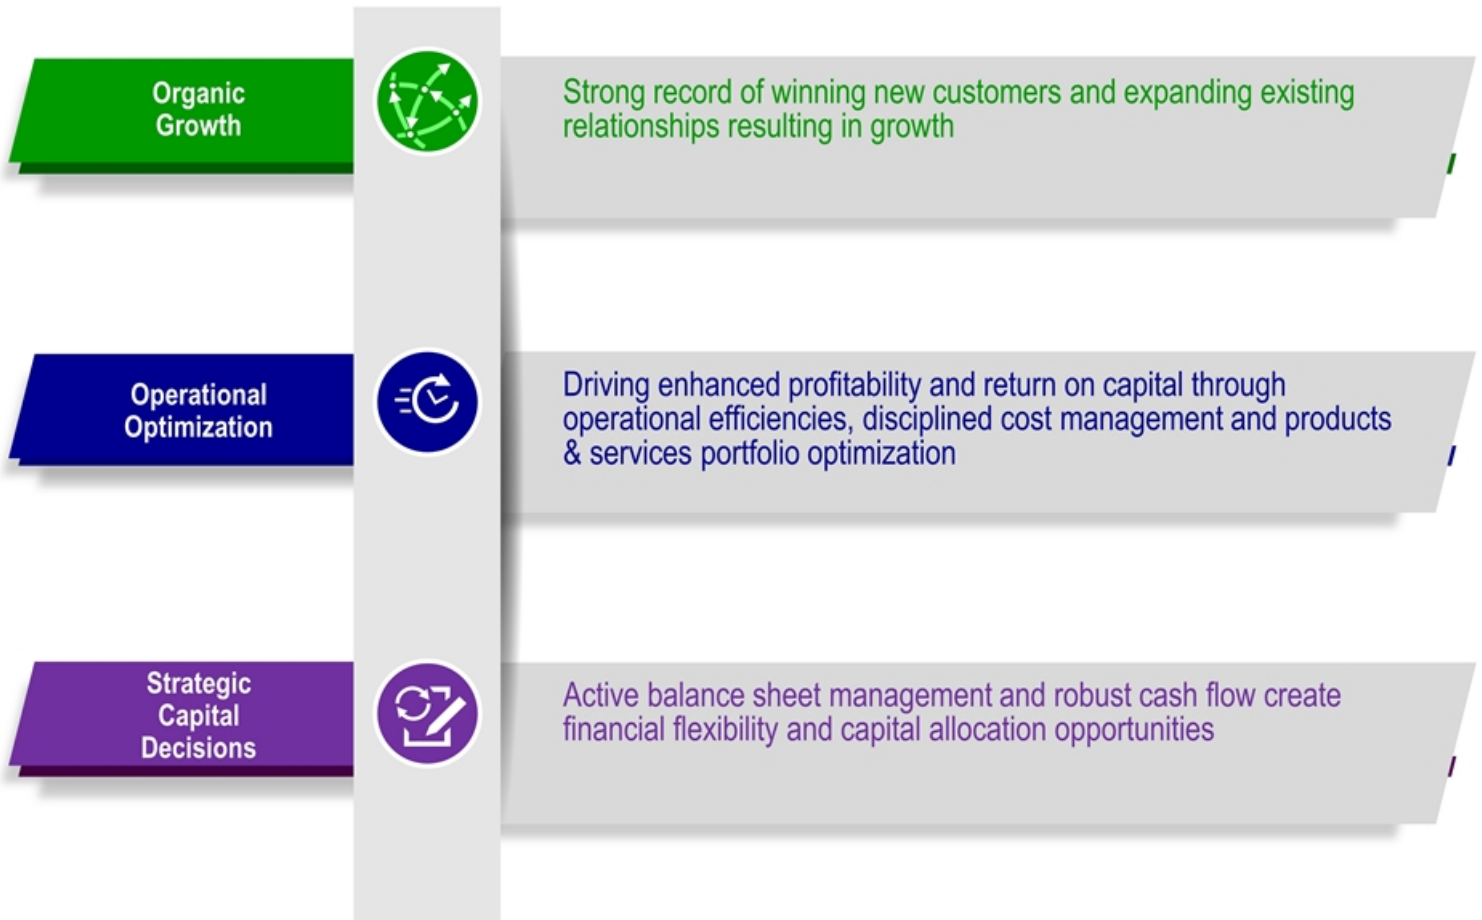 Organic
Growth
Strong record of winning new customers and expanding existing
relationships resulting in growth
Operational
Optimization
Driving enhanced profitability and return on capital through
operational efficiencies, disciplined cost management and products
& services portfolio optimization
Strategic
Capital
Decisions
Active balance sheet management and robust cash flow create
financial flexibility and capital allocation opportunities